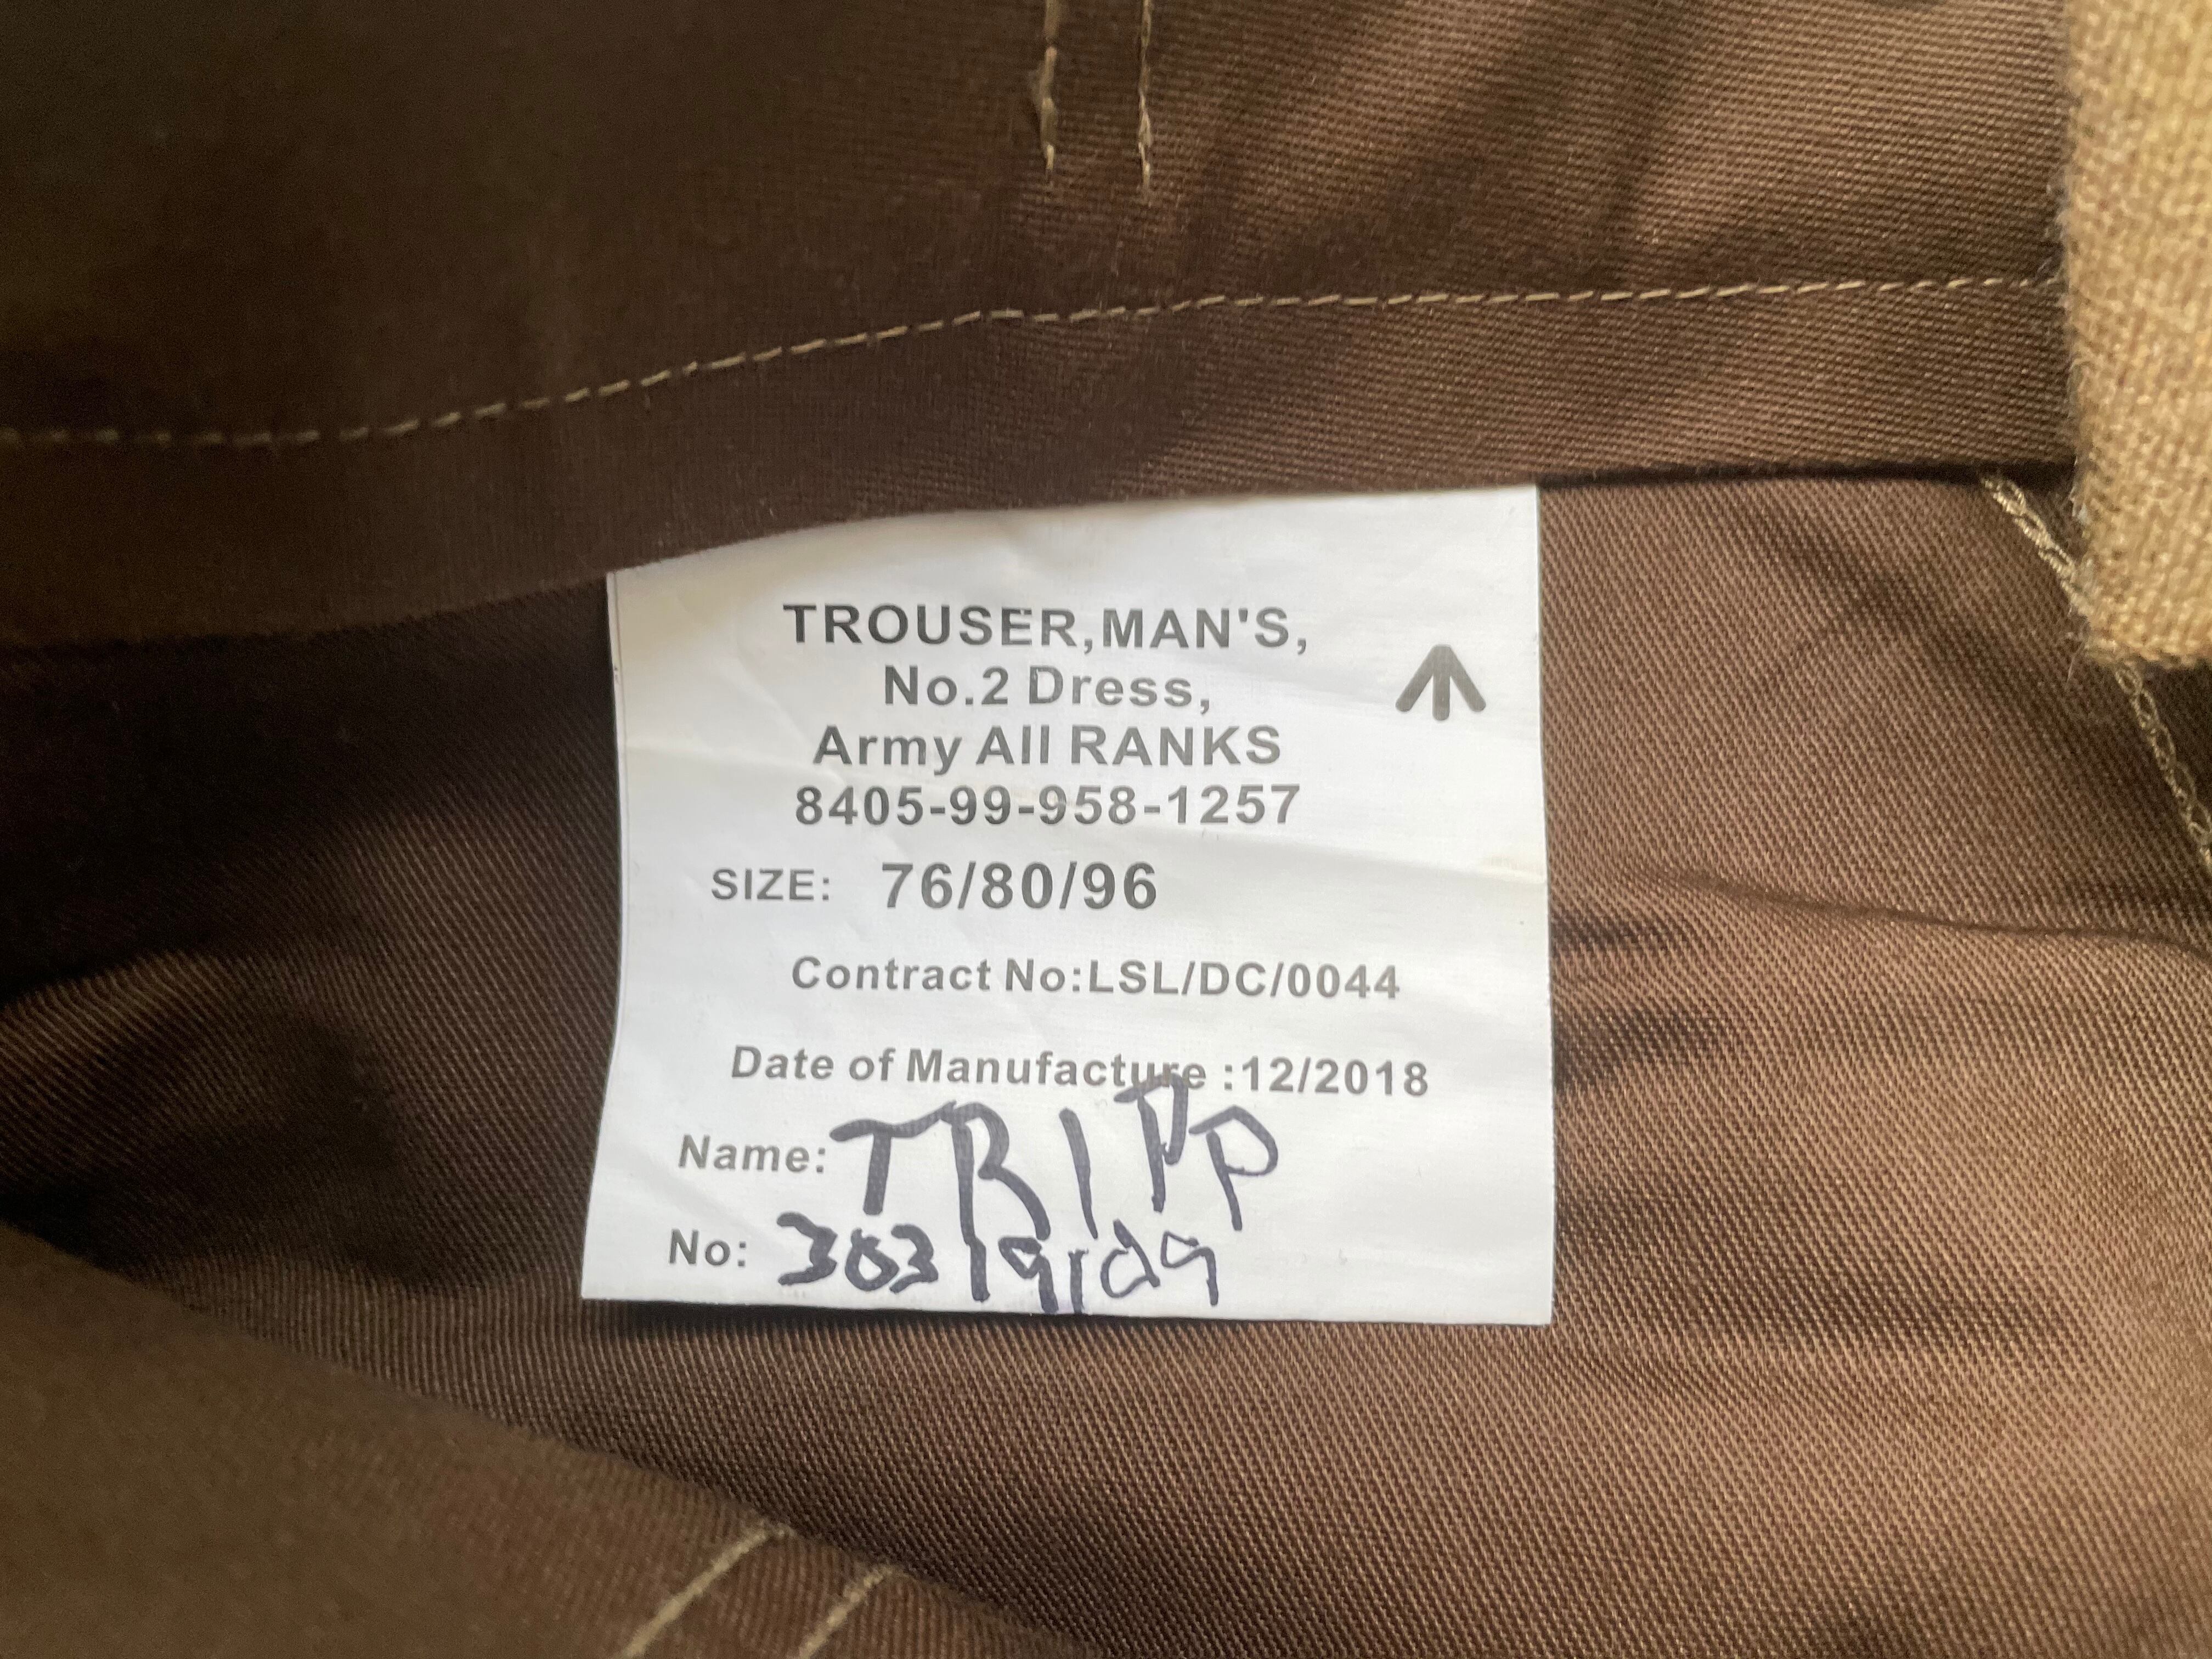 TROUSER,MAN'S,
No.2 Dress,
Army All RANKS
8405-99-958-1257
SIZE: 76/80/96
Contract No:LSL/DC/0044
Date of Manufacture :12/2018
Name: TRIPP
No: